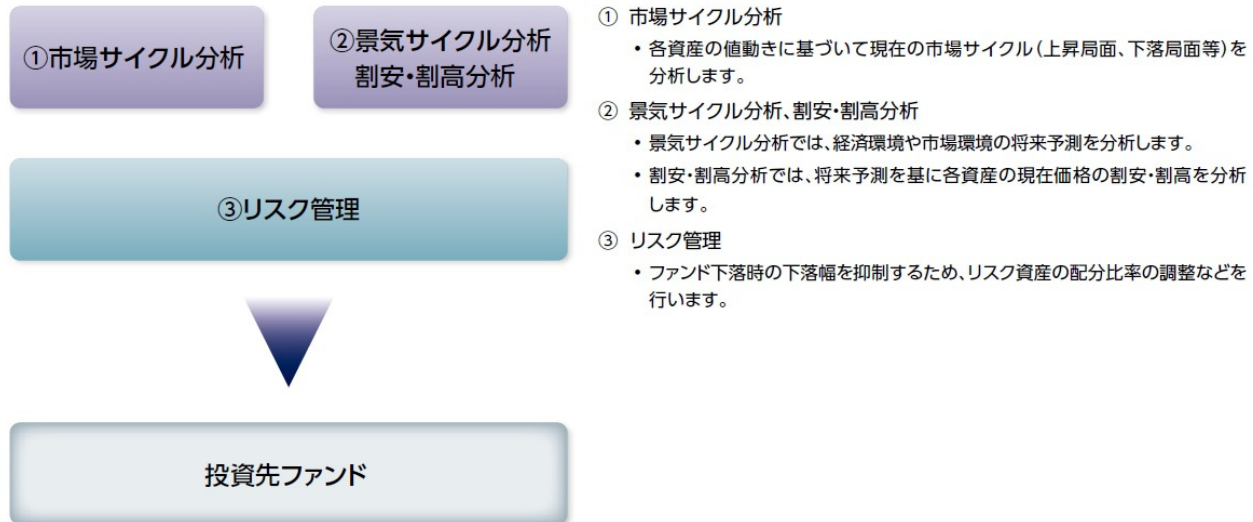 ①市場サイクル分析
②景気サイクル分析
割安・割高分析
③リスク管理
投資先ファンド
① 市場サイクル分析
• 各資産の値動きに基づいて現在の市場サイクル(上昇局面、下落局面等)を
分析します。
② 景気サイクル分析、割安・割高分析
• 景気サイクル分析では、経済環境や市場環境の将来予測を分析します。
• 割安・割高分析では、将来予測を基に各資産の現在価格の割安・割高を分析
します。
③ リスク管理
• ファンド下落時の下落幅を抑制するため、リスク資産の配分比率の調整などを
行います。